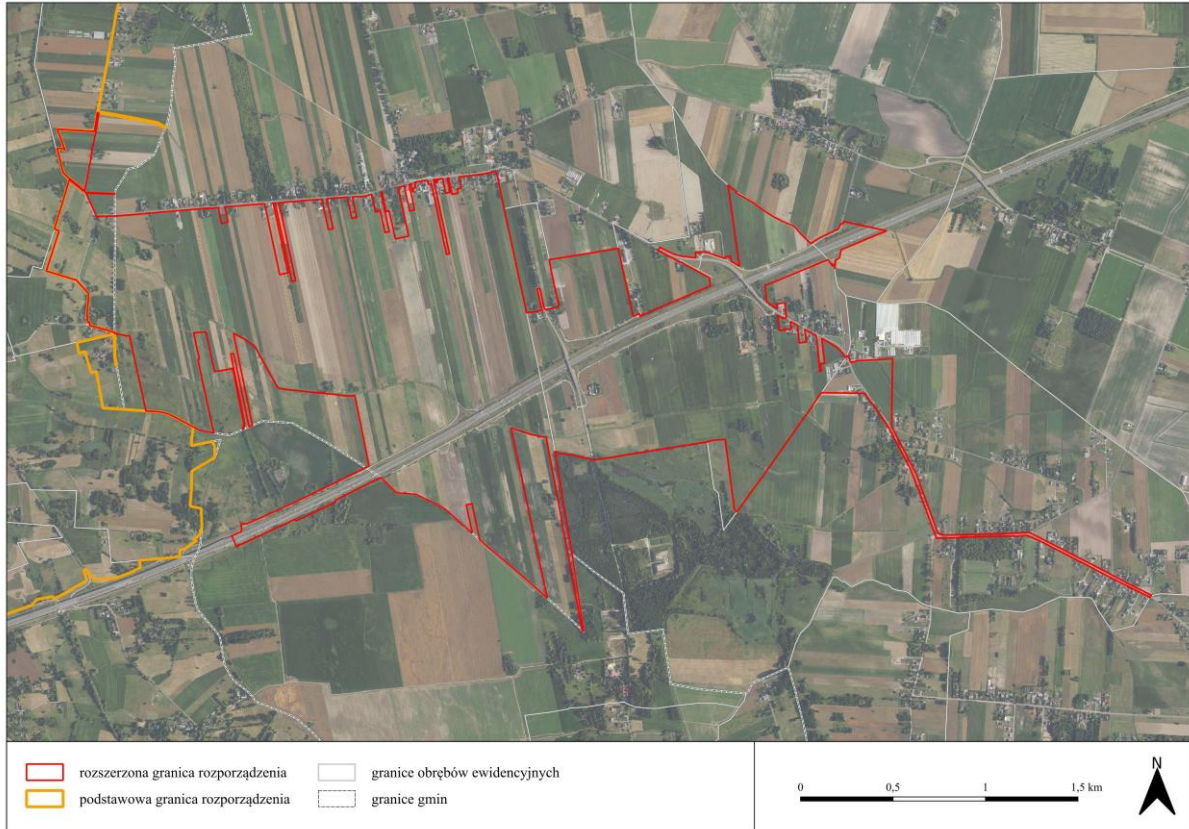 rozszerzona granica rozporządzenia
podstawowa granica rozporządzenia
granice obrębów ewidencyjnych
granice gmin
0 0,5 1 1,5 km
N